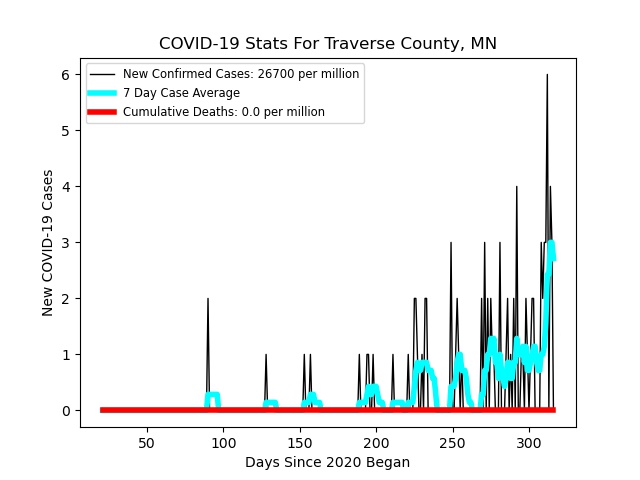 COVID-19 Stats For Traverse County, MN
New Confirmed Cases: 26700 per million
7 Day Case Average
Cumulative Deaths: 0.0 per million
New COVID-19 Cases
6
5
4
3
2
1
0
50 100 150 200 250 300
Days Since 2020 Began